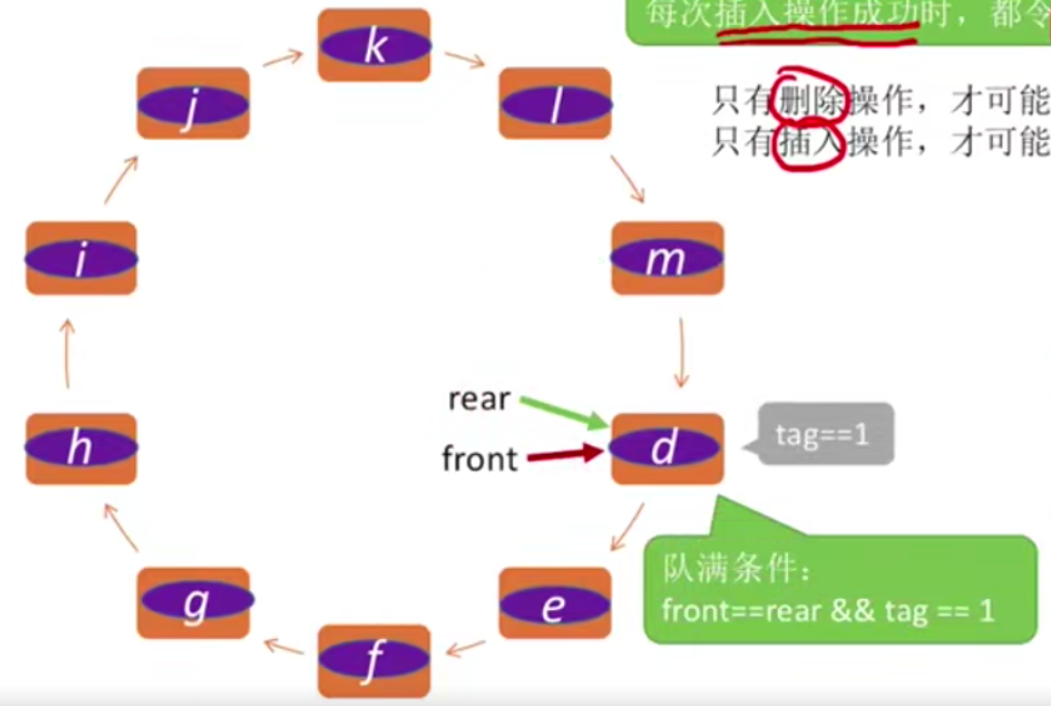 每次插入操作成功时，都令
只有删除操作，才可能
只有插入操作，才可能
k
j
l
i
m
rear
front
h
d
tag==1
g
e
f
队满条件：
front==rear && tag == 1